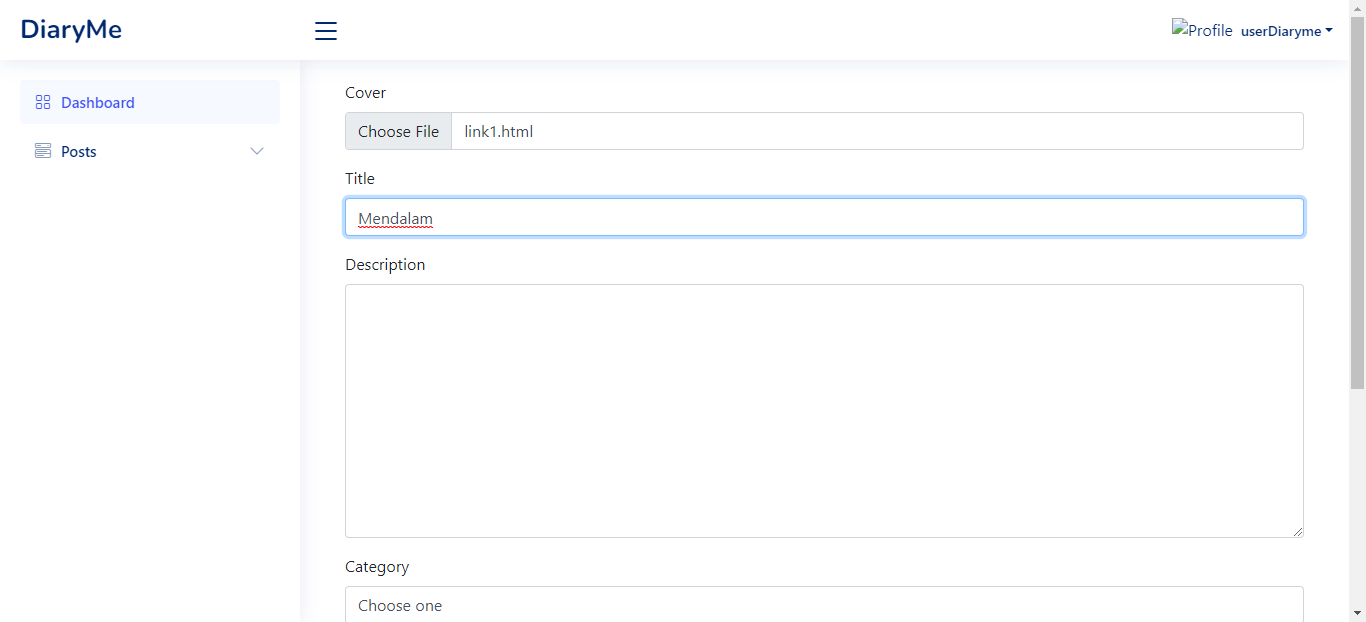 DiaryMe
Profile userDiaryme
Dashboard
Posts
Cover
Choose File link1.html
Title
Mendalam
Description
Category
Choose one